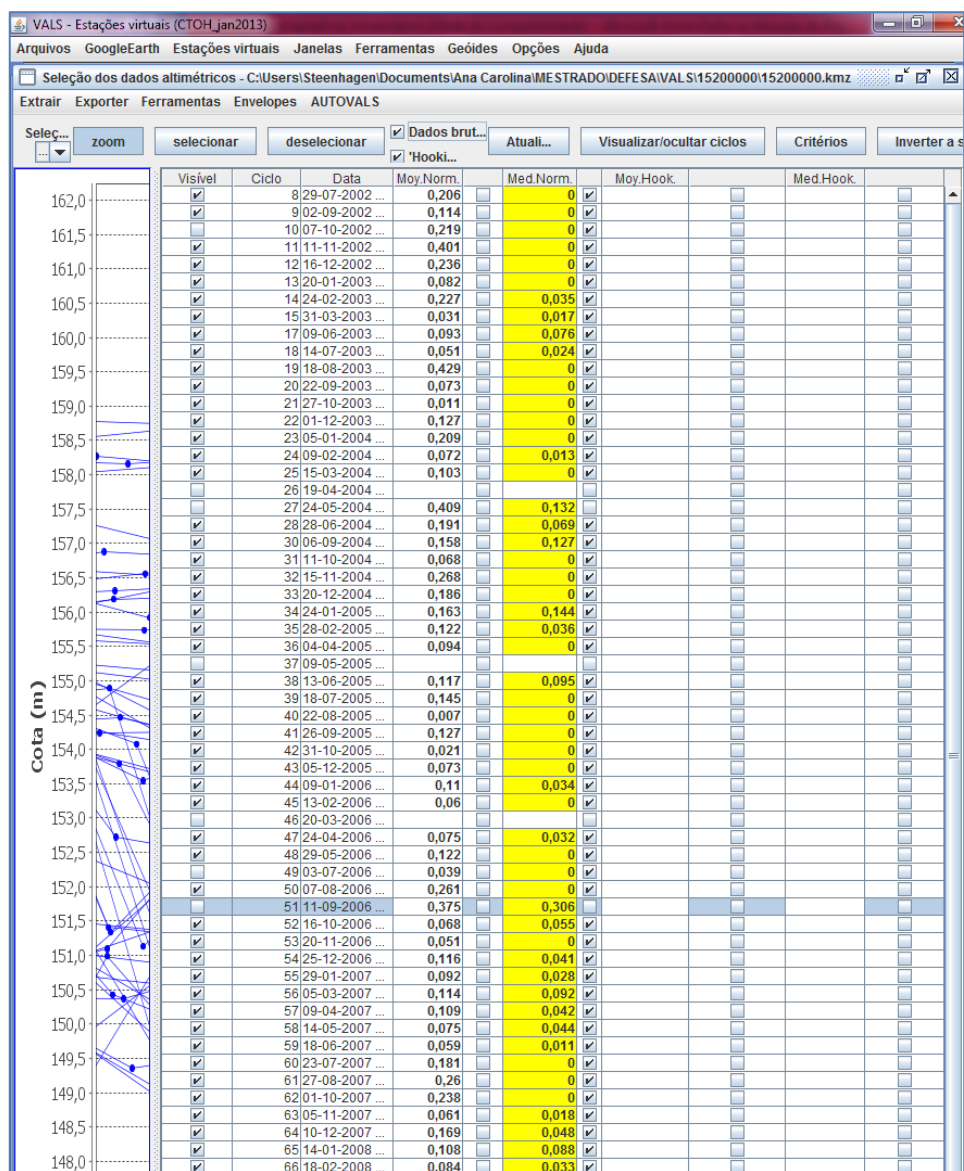 VALS - Estações virtuais (CTOH_jan2013)
Arquivos GoogleEarth Estações virtuais Janelas Ferramentas Geóides Opções Ajuda
Seleção dos dados altimétricos - C:\Users\Steenhagen\Documents\Ana Carolina\MESTRADO\DEFESA\VALS\15200000\15200000.kmz
Extrair Exporter Ferramentas Envelopes AUTOVALS
Seleç... ... zoom selecionar deselecionar Dados brut... 'Hooki... Atuali... Visualizar/ocultar ciclos Critérios Inverter a s
Cota (m)
162,0
161,5
161,0
160,5
160,0
159,5
159,0
158,5
158,0
157,5
157,0
156,5
156,0
155,5
155,0
154,5
154,0
153,5
153,0
152,5
152,0
151,5
151,0
150,5
150,0
149,5
149,0
148,5
148,0
Visível Ciclo Data Moy.Norm. Med.Norm. Moy.Hook. Med.Hook.
8 29-07-2002 ... 0,206 0
9 02-09-2002 ... 0,114 0
10 07-10-2002 ... 0,219 0
11 11-11-2002 ... 0,401 0
12 16-12-2002 ... 0,236 0
13 20-01-2003 ... 0,082 0
14 24-02-2003 ... 0,227 0,035
15 31-03-2003 ... 0,031 0,017
17 09-06-2003 ... 0,093 0,076
18 14-07-2003 ... 0,051 0,024
19 18-08-2003 ... 0,429 0
20 22-09-2003 ... 0,073 0
21 27-10-2003 ... 0,011 0
22 01-12-2003 ... 0,127 0
23 05-01-2004 ... 0,209 0
24 09-02-2004 ... 0,072 0,013
25 15-03-2004 ... 0,103 0
26 19-04-2004 ...
27 24-05-2004 ... 0,409 0,132
28 28-06-2004 ... 0,191 0,069
30 06-09-2004 ... 0,158 0,127
31 11-10-2004 ... 0,068 0
32 15-11-2004 ... 0,268 0
33 20-12-2004 ... 0,186 0
34 24-01-2005 ... 0,163 0,144
35 28-02-2005 ... 0,122 0,036
36 04-04-2005 ... 0,094 0
37 09-05-2005 ...
38 13-06-2005 ... 0,117 0,095
39 18-07-2005 ... 0,145 0
40 22-08-2005 ... 0,007 0
41 26-09-2005 ... 0,127 0
42 31-10-2005 ... 0,021 0
43 05-12-2005 ... 0,073 0
44 09-01-2006 ... 0,11 0,034
45 13-02-2006 ... 0,06 0
46 20-03-2006 ...
47 24-04-2006 ... 0,075 0,032
48 29-05-2006 ... 0,122 0
49 03-07-2006 ... 0,039 0
50 07-08-2006 ... 0,261 0
51 11-09-2006 ... 0,375 0,306
52 16-10-2006 ... 0,068 0,055
53 20-11-2006 ... 0,051 0
54 25-12-2006 ... 0,116 0,041
55 29-01-2007 ... 0,092 0,028
56 05-03-2007 ... 0,114 0,092
57 09-04-2007 ... 0,109 0,042
58 14-05-2007 ... 0,075 0,044
59 18-06-2007 ... 0,059 0,011
60 23-07-2007 ... 0,181 0
61 27-08-2007 ... 0,26 0
62 01-10-2007 ... 0,238 0
63 05-11-2007 ... 0,061 0,018
64 10-12-2007 ... 0,169 0,048
65 14-01-2008 ... 0,108 0,088
66 18-02-2008 ... 0,084 0,033